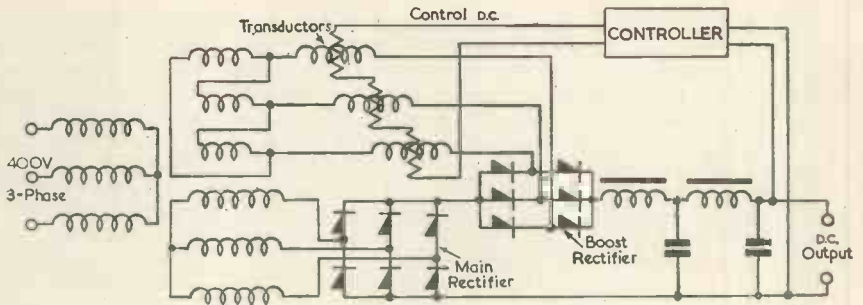 Control D.C.
Transductors
CONTROLLER
400V
3-Phase
Main
Rectifier
Boost
Rectifier
D.C.
Output